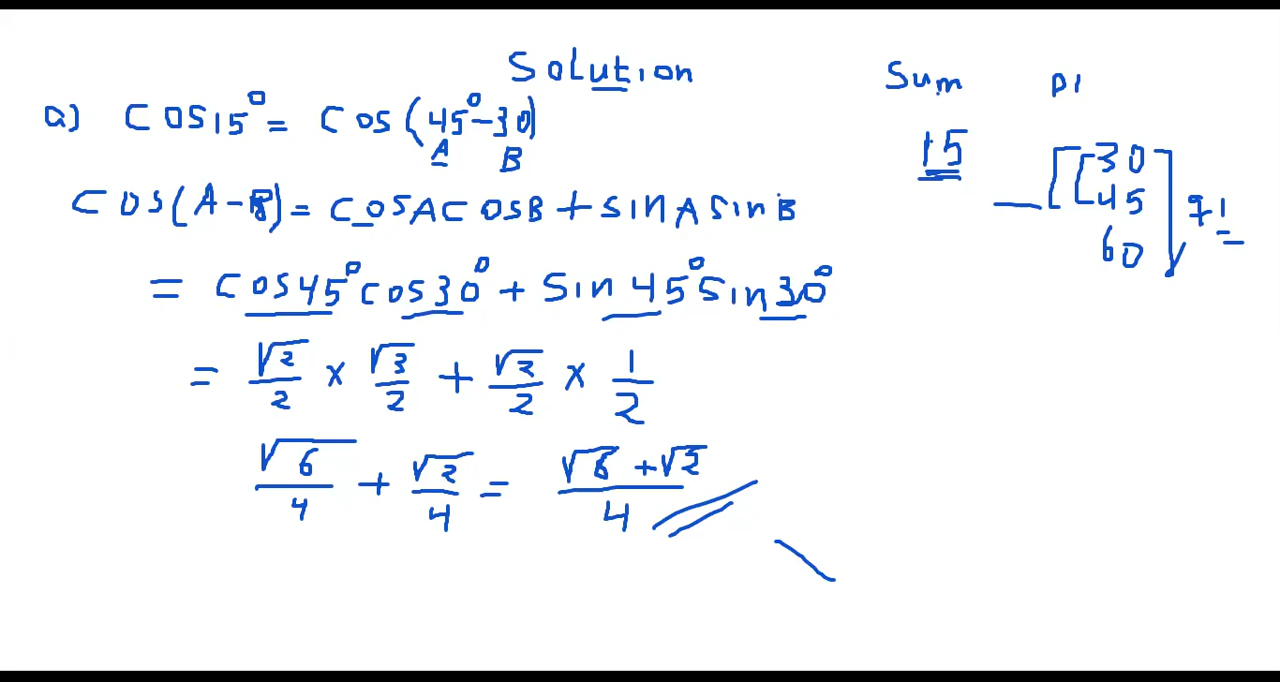 Solution
a) Cos15° = Cos(45° - 30)
A B
Cos(A - B) = CosACosB + sinAsinB
= Cos45°cos30° + Sin45°Sin30°
= √2/2 × √3/2 + √2/2 × 1/2
√6/4 + √2/4 = √6 + √2/4
Sum
15
30
45
60